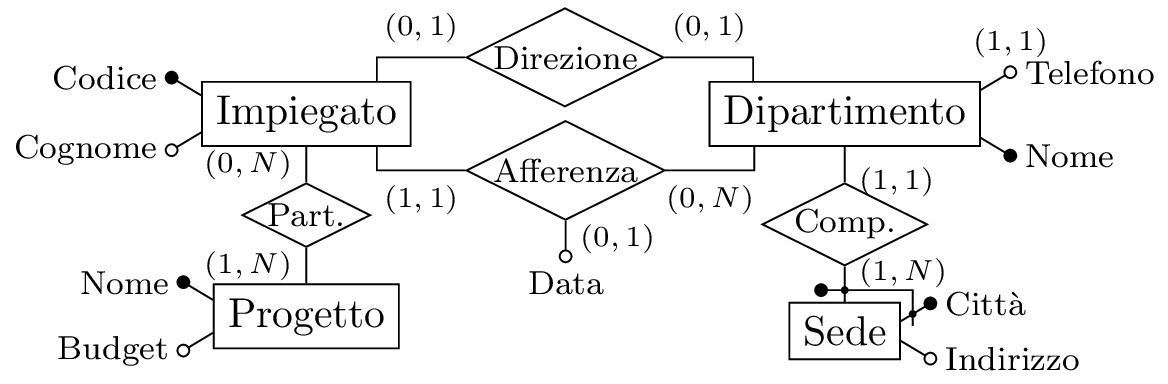 (0, 1)
(0, 1)
Direzione
(1, 1)
Codice
Telefono
Impiegato
Dipartimento
Cognome
Nome
(0, N)
(1, 1)
Afferenza
(0, N)
(1, 1)
Part.
Comp.
(0, 1)
(1, N)
(1, N)
Nome
Data
Progetto
Città
Sede
Budget
Indirizzo